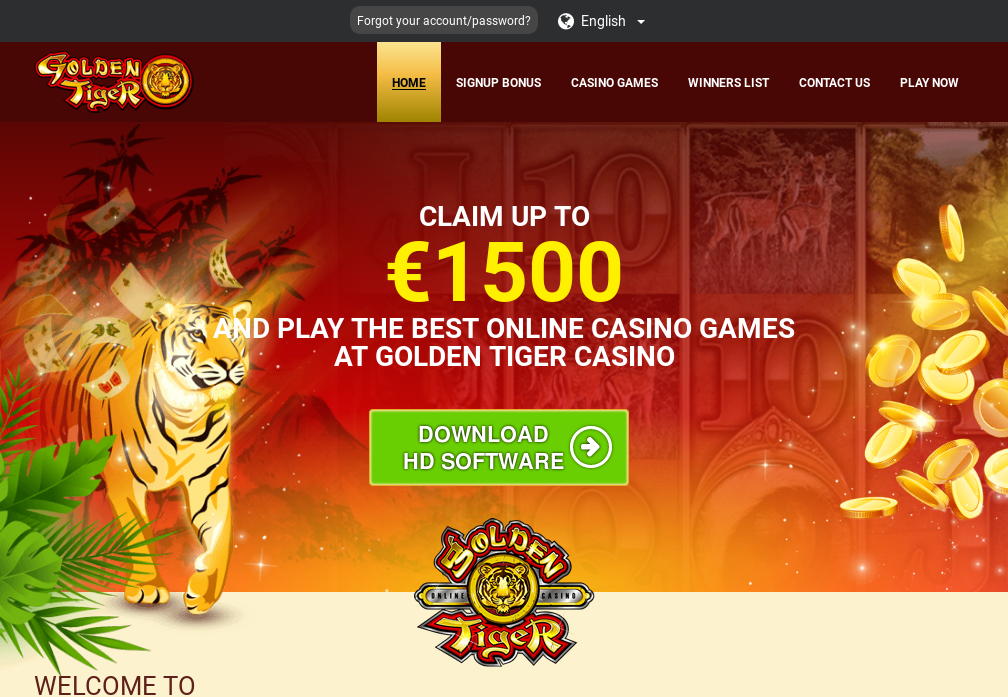 Forgot your account/password?
English
GOLDEN
TIGER
HOME
SIGNUP BONUS
CASINO GAMES
WINNERS LIST
CONTACT US
PLAY NOW
CLAIM UP TO
€1500
AND PLAY THE BEST ONLINE CASINO GAMES
AT GOLDEN TIGER CASINO
DOWNLOAD
HD SOFTWARE
10
10
GOLDEN
ONLINE CASINO
TIGER
WELCOME TO